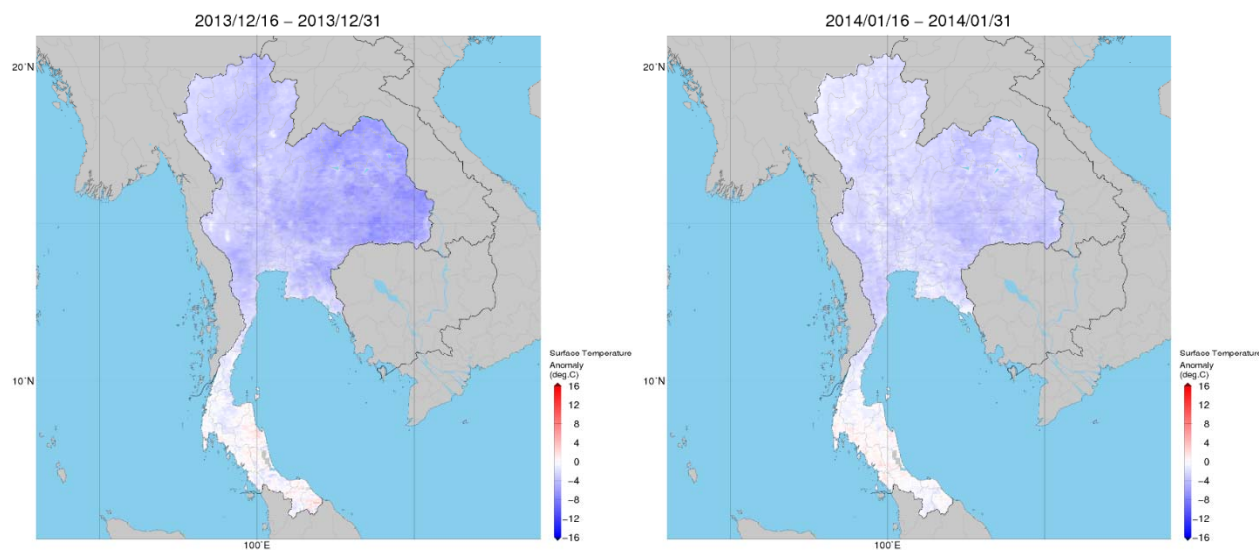 2013/12/16 – 2013/12/31
20˚N
10˚N
100˚E
Surface Temperature
Anomaly
(deg.C)
16
12
8
4
0
−4
−8
−12
−16
2014/01/16 – 2014/01/31
20˚N
10˚N
100˚E
Surface Temperature
Anomaly
(deg.C)
16
12
8
4
0
−4
−8
−12
−16